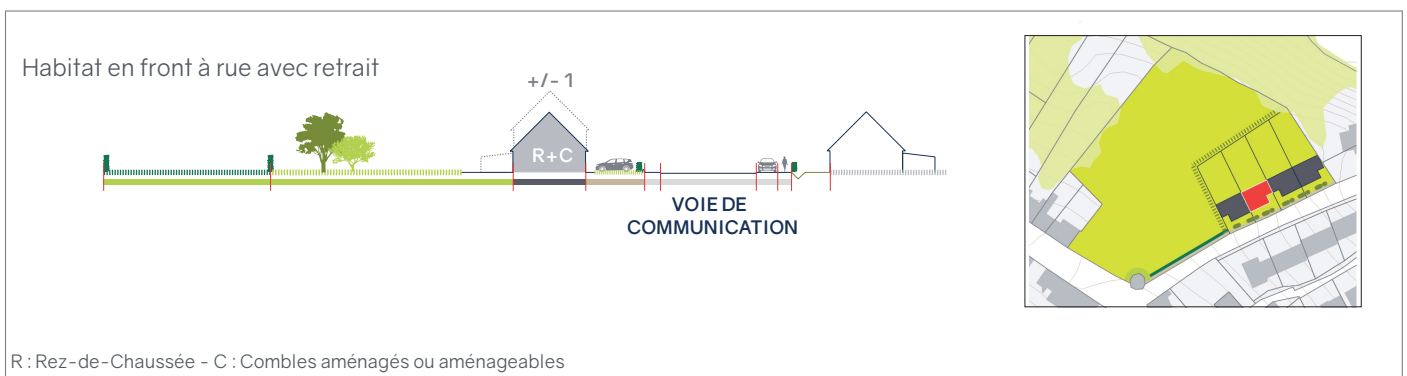 Habitat en front à rue avec retrait
+/- 1
R+C
VOIE DE
COMMUNICATION
R : Rez-de-Chaussée - C : Combles aménagés ou aménageables